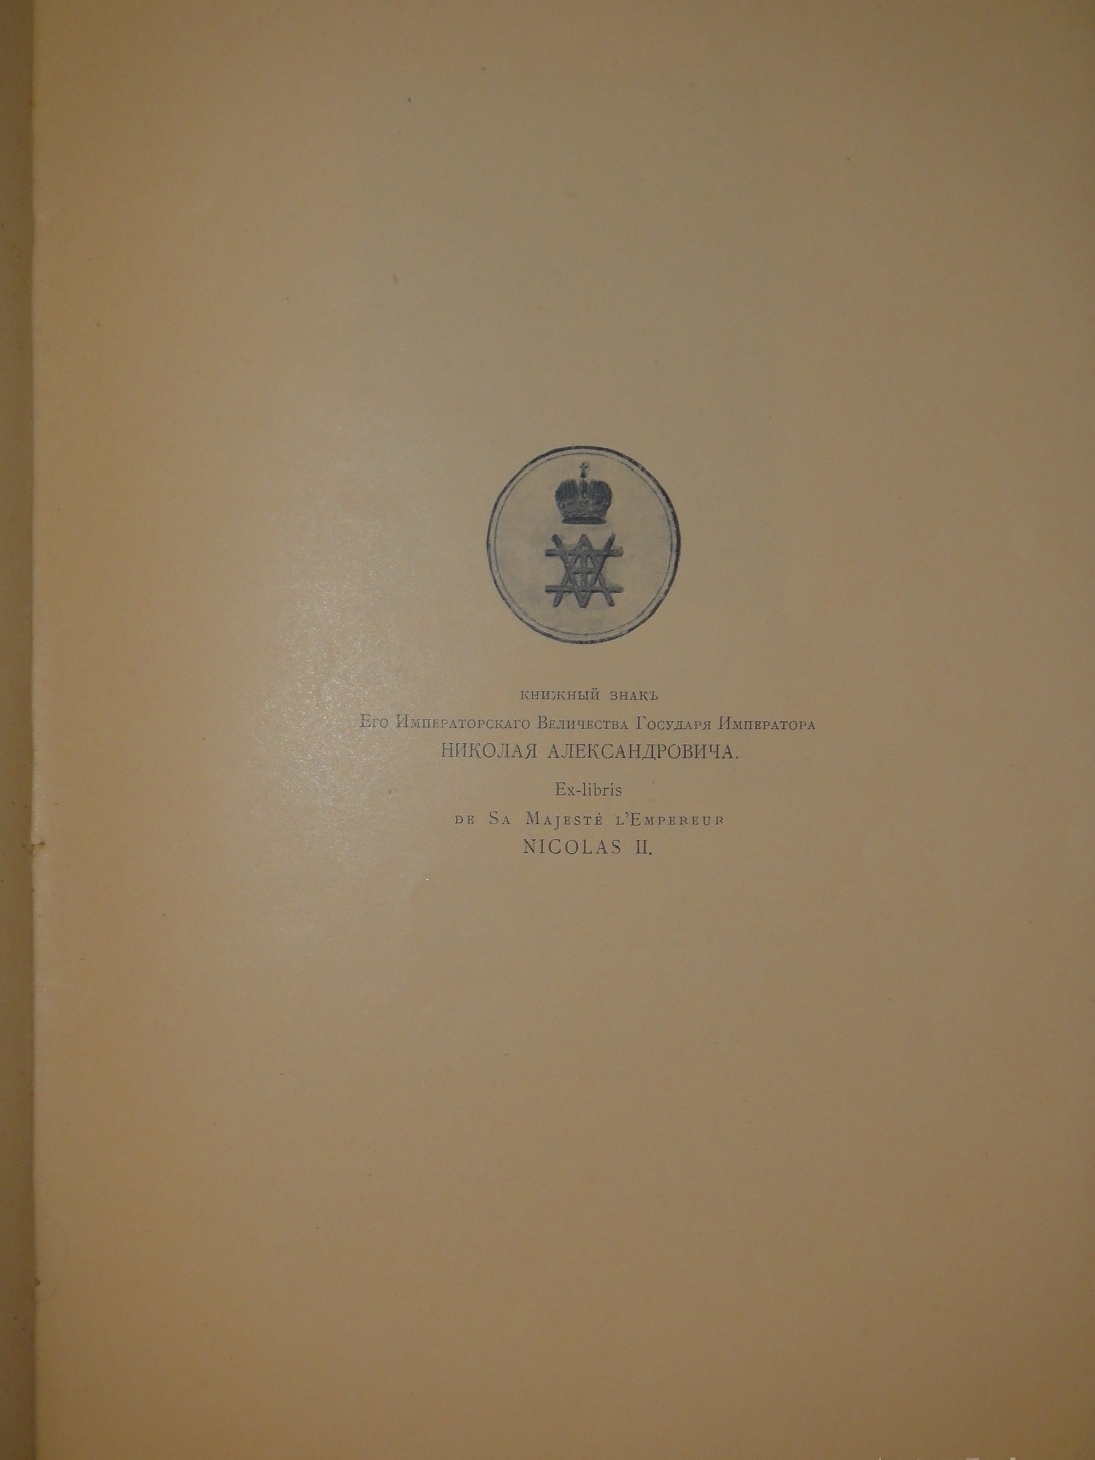 КНИЖНЫЙ ЗНАКЪ
ЕГО ИМПЕРАТОРСКАГО ВЕЛИЧЕСТВА ГОСУДАРЯ ИМПЕРАТОРА
НИКОЛАЯ АЛЕКСАНДРОВИЧА.
Ex-libris
DE SA MAJESTÉ L'EMPEREUR
NICOLAS II.